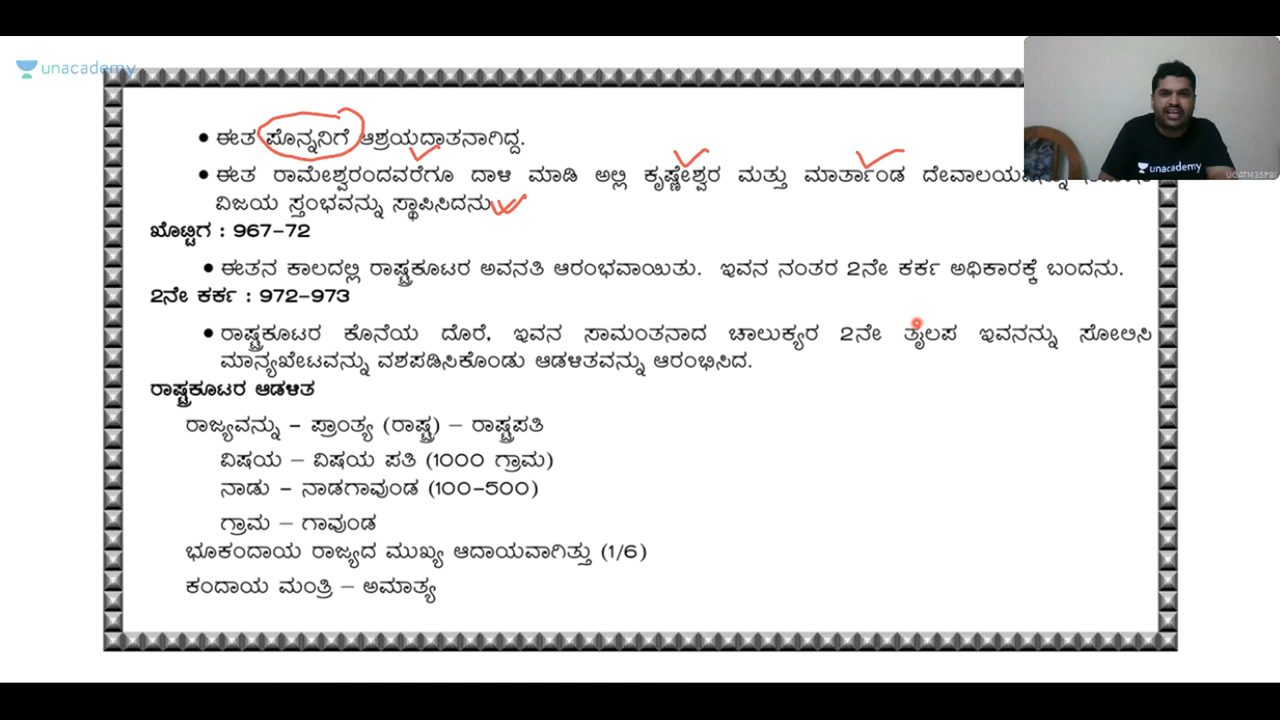 unacademy
• ಈತ ಪೊನ್ನನಿಗೆ ಆಶ್ರಯದಾತನಾಗಿದ್ದ.
• ಈತ ರಾಮೇಶ್ವರಂದವರೆಗೂ ದಾಳಿ ಮಾಡಿ ಅಲ್ಲಿ ಕೃಷ್ಣೇಶ್ವರ ಮತ್ತು ಮಾರ್ತಾಂಡ
ವಿಜಯ ಸ್ತಂಭವನ್ನು ಸ್ಥಾಪಿಸಿದನು
ಖೊಟ್ಟಿಗ : 967-72
• ಈತನ ಕಾಲದಲ್ಲಿ ರಾಷ್ಟ್ರಕೂಟರ ಅವನತಿ ಆರಂಭವಾಯಿತು. ಇವನ ನಂತರ 2ನೇ ಕರ್ಕ ಅಧಿಕಾರಕ್ಕೆ ಬಂದನು.
2ನೇ ಕರ್ಕ : 972-973
• ರಾಷ್ಟ್ರಕೂಟರ ಕೊನೆಯ ದೊರೆ, ಇವನ ಸಾಮಂತನಾದ ಚಾಲುಕ್ಯರ 2ನೇ ತೈಲಪ ಇವನನ್ನು ಸೋಲಿಸಿ
ಮಾನ್ಯಖೇಟವನ್ನು ವಶಪಡಿಸಿಕೊಂಡು ಆಡಳಿತವನ್ನು ಆರಂಭಿಸಿದ.
ರಾಷ್ಟ್ರಕೂಟರ ಆಡಳಿತ
ರಾಜ್ಯವನ್ನು – ಪ್ರಾಂತ್ಯ (ರಾಷ್ಟ್ರ) – ರಾಷ್ಟ್ರಪತಿ
ವಿಷಯ – ವಿಷಯ ಪತಿ (1000 ಗ್ರಾಮ)
ನಾಡು – ನಾಡಗಾವುಂಡ (100-500)
ಗ್ರಾಮ – ಗಾವುಂಡ
ಭೂಕಂದಾಯ ರಾಜ್ಯದ ಮುಖ್ಯ ಆದಾಯವಾಗಿತ್ತು (1/6)
ಕಂದಾಯ ಮಂತ್ರಿ – ಅಮಾತ್ಯ
unacademy